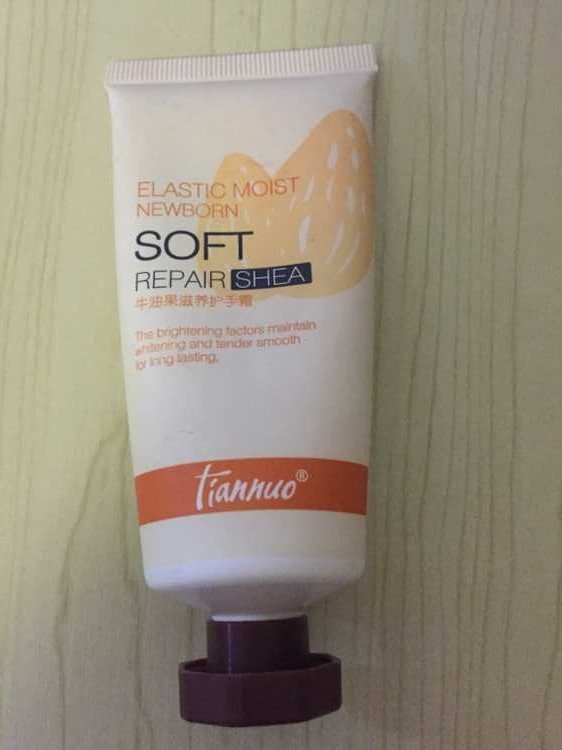 ELASTIC MOIST
NEWBORN
SOFT
REPAIR SHEA
牛油果滋养护手霜
The brightening factors maintain
whitening and tender smooth
for long lasting.
tiannuo®